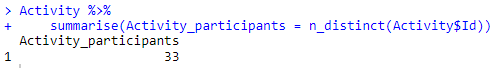 > Activity %>%
+     summarise(Activity_participants = n_distinct(Activity$Id))
  Activity_participants
1                    33